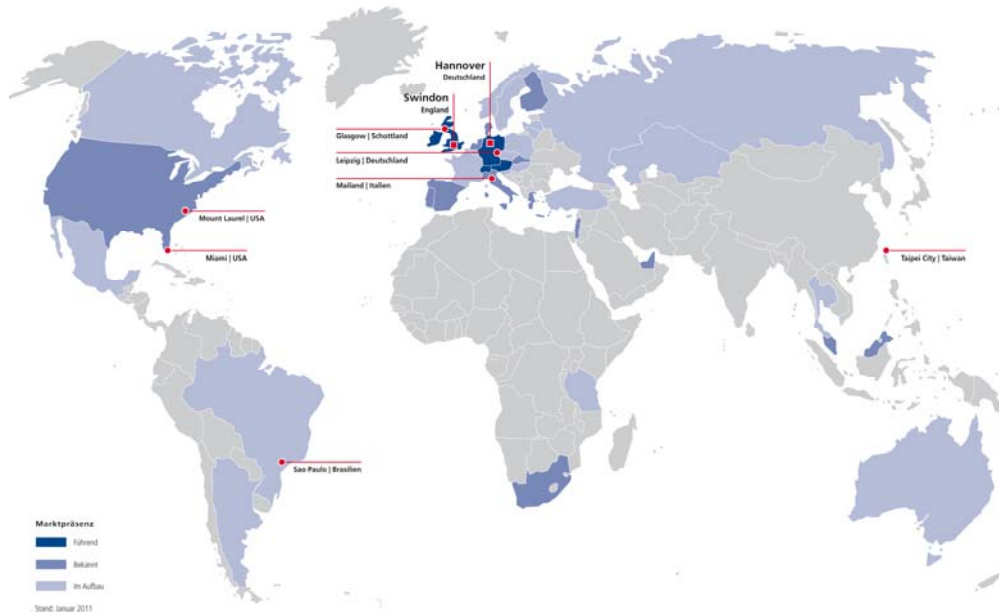 Hannover
Deutschland
Swindon
England
Glasgow | Schottland
Leipzig | Deutschland
Mailand | Italien
Mount Laurel | USA
Miami | USA
Taipei City | Taiwan
Sao Paulo | Brasilien
Marktpräsenz
Führend
Bekannt
Im Aufbau
Stand: Januar 2011